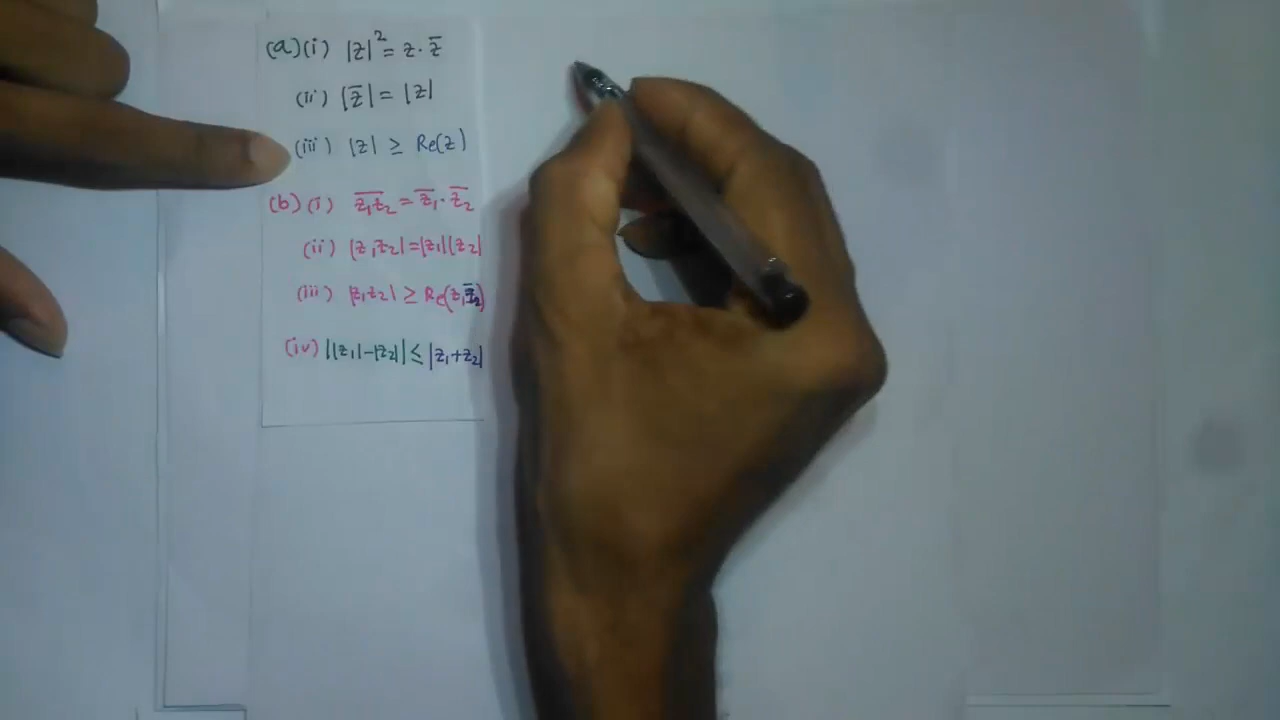 (a)(i) |z|² = z · z̅
(ii) |z̅| = |z|
(iii) |z| ≥ Re(z)
(b)(i) z̅₁z̅₂ = z̅₁ · z̅₂
(ii) |z₁z₂| = |z₁||z₂|
(iii) |z₁z₂| ≥ Re(z₁z̅₂)
(iv) ||z₁|-|z₂|| ≤ |z₁+z₂|